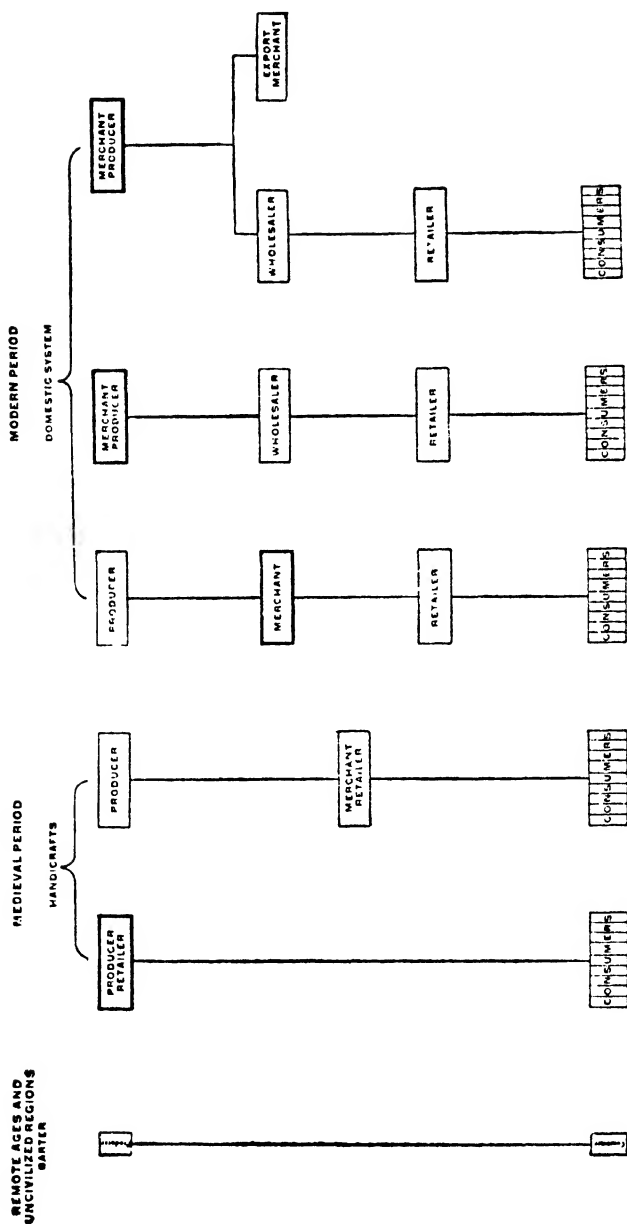 REMOTE AGES AND
UNCIVILIZED REGIONS
BARTER
MEDIEVAL PERIOD
HANDICRAFTS
PRODUCER
RETAILER
CONSUMERS
PRODUCER
MERCHANT
RETAILER
CONSUMERS
MODERN PERIOD
DOMESTIC SYSTEM
PRODUCER
MERCHANT
RETAILER
CONSUMERS
MERCHANT
PRODUCER
WHOLESALER
RETAILER
CONSUMERS
MERCHANT
PRODUCER
WHOLESALER
EXPORT
MERCHANT
RETAILER
CONSUMERS